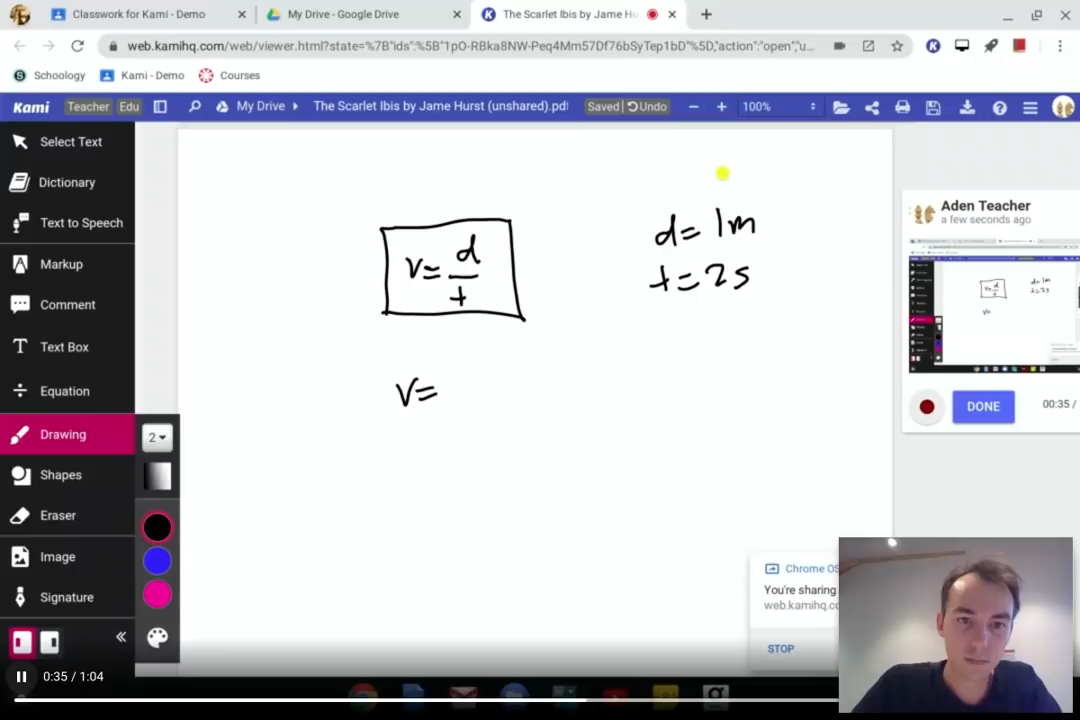 Classwork for Kami - Demo
My Drive - Google Drive
The Scarlet Ibis by Jame Hu
web.kamihq.com/web/viewer.html?state=%7B"ids"%3A%5B"1pO-RBka8NW-Peq4Mm57Df76bSyTep1bD"%5D,"action":"open","u...
Schoology
Kami - Demo
Courses
Kami Teacher Edu
My Drive
The Scarlet Ibis by Jame Hurst (unshared).pdf
Saved Undo
100%
Select Text
Dictionary
Text to Speech
Markup
Comment
Text Box
Equation
Drawing
Shapes
Eraser
Image
Signature
2
v = d/t
d = 1m
t = 2s
v =
Aden Teacher
a few seconds ago
DONE
00:35 /
Chrome OS
You're sharing
web.kamihq.co
STOP
0:35 / 1:04